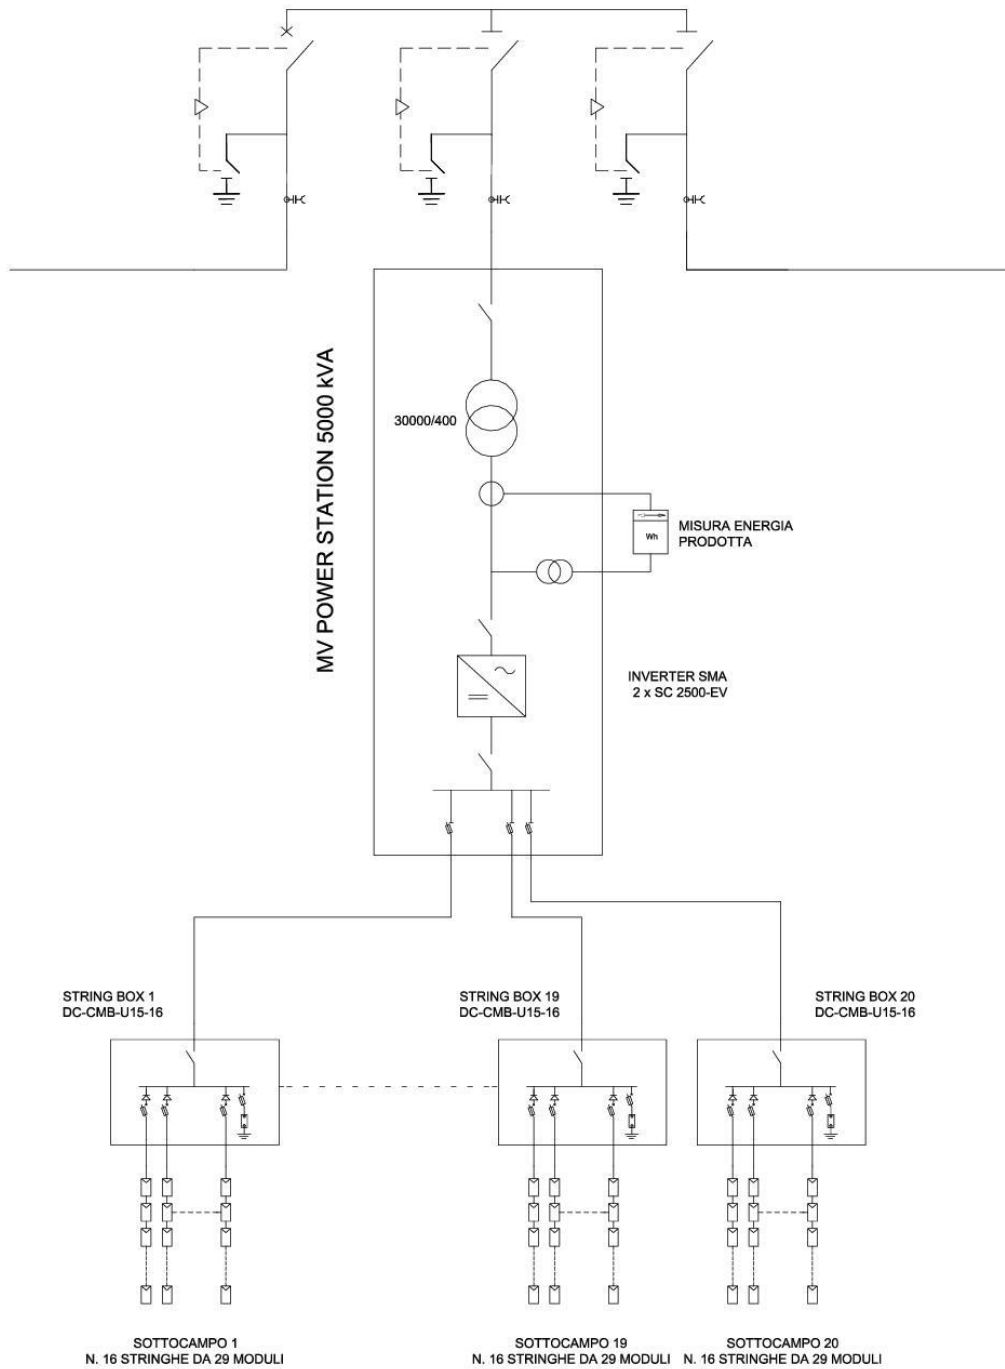 30000/400
MV POWER STATION 5000 kVA
Wh
MISURA ENERGIA
PRODOTTA
INVERTER SMA
2 x SC 2500-EV
STRING BOX 1
DC-CMB-U15-16
STRING BOX 19
DC-CMB-U15-16
STRING BOX 20
DC-CMB-U15-16
SOTTOCAMPO 1
N. 16 STRINGHE DA 29 MODULI
SOTTOCAMPO 19
N. 16 STRINGHE DA 29 MODULI
SOTTOCAMPO 20
N. 16 STRINGHE DA 29 MODULI